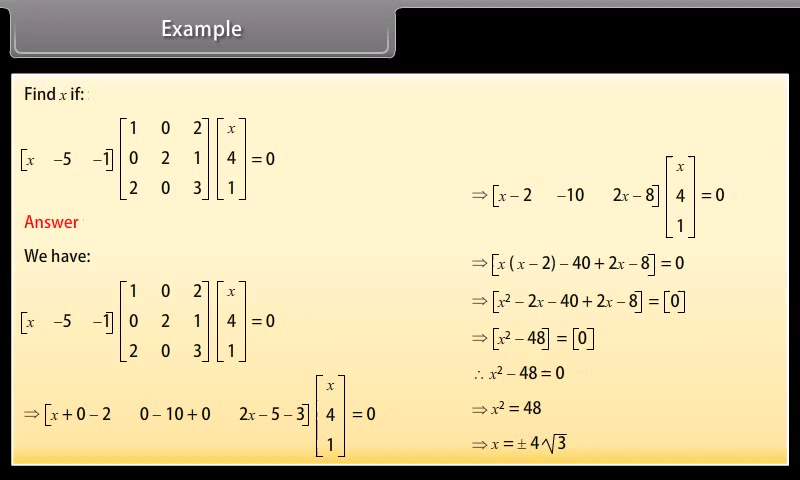 Example
Find x if:
[x −5 −1] [1 0 2; 0 2 1; 2 0 3] [x; 4; 1] = 0
Answer
We have:
[x −5 −1] [1 0 2; 0 2 1; 2 0 3] [x; 4; 1] = 0
⇒ [x + 0 − 2 0 − 10 + 0 2x − 5 − 3] [x; 4; 1] = 0
⇒ [x − 2 −10 2x − 8] [x; 4; 1] = 0
⇒ [x (x − 2) − 40 + 2x − 8] = 0
⇒ [x² − 2x − 40 + 2x − 8] = [0]
⇒ [x² − 48] = [0]
∴ x² − 48 = 0
⇒ x² = 48
⇒ x = ± 4√3